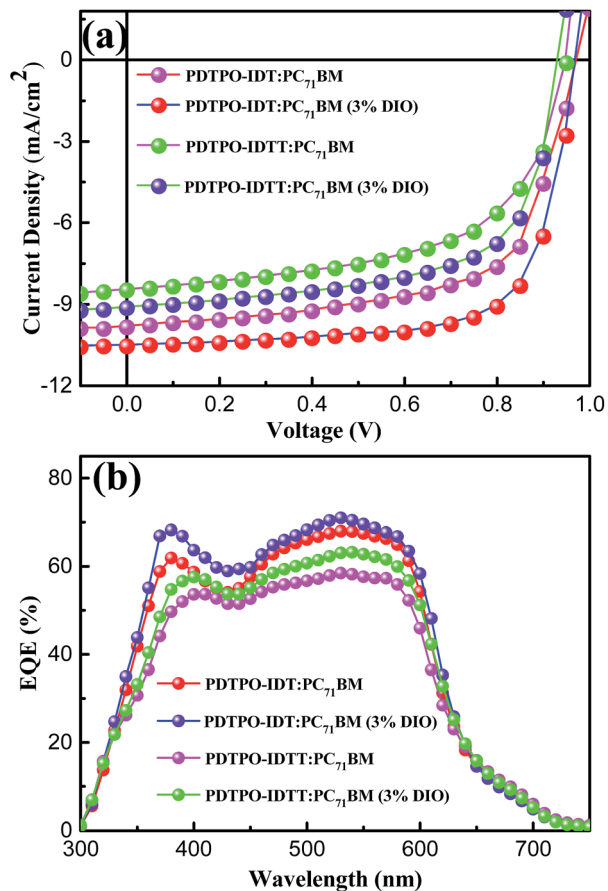 (a)
0
-3
-6
-9
-12
Current Density (mA/cm²)
PDTPO-IDT:PC₇₁BM
PDTPO-IDT:PC₇₁BM (3% DIO)
PDTPO-IDTT:PC₇₁BM
PDTPO-IDTT:PC₇₁BM (3% DIO)
0.0 0.2 0.4 0.6 0.8 1.0
Voltage (V)
(b)
80
60
40
20
0
EQE (%)
PDTPO-IDT:PC₇₁BM
PDTPO-IDT:PC₇₁BM (3% DIO)
PDTPO-IDTT:PC₇₁BM
PDTPO-IDTT:PC₇₁BM (3% DIO)
300 400 500 600 700
Wavelength (nm)